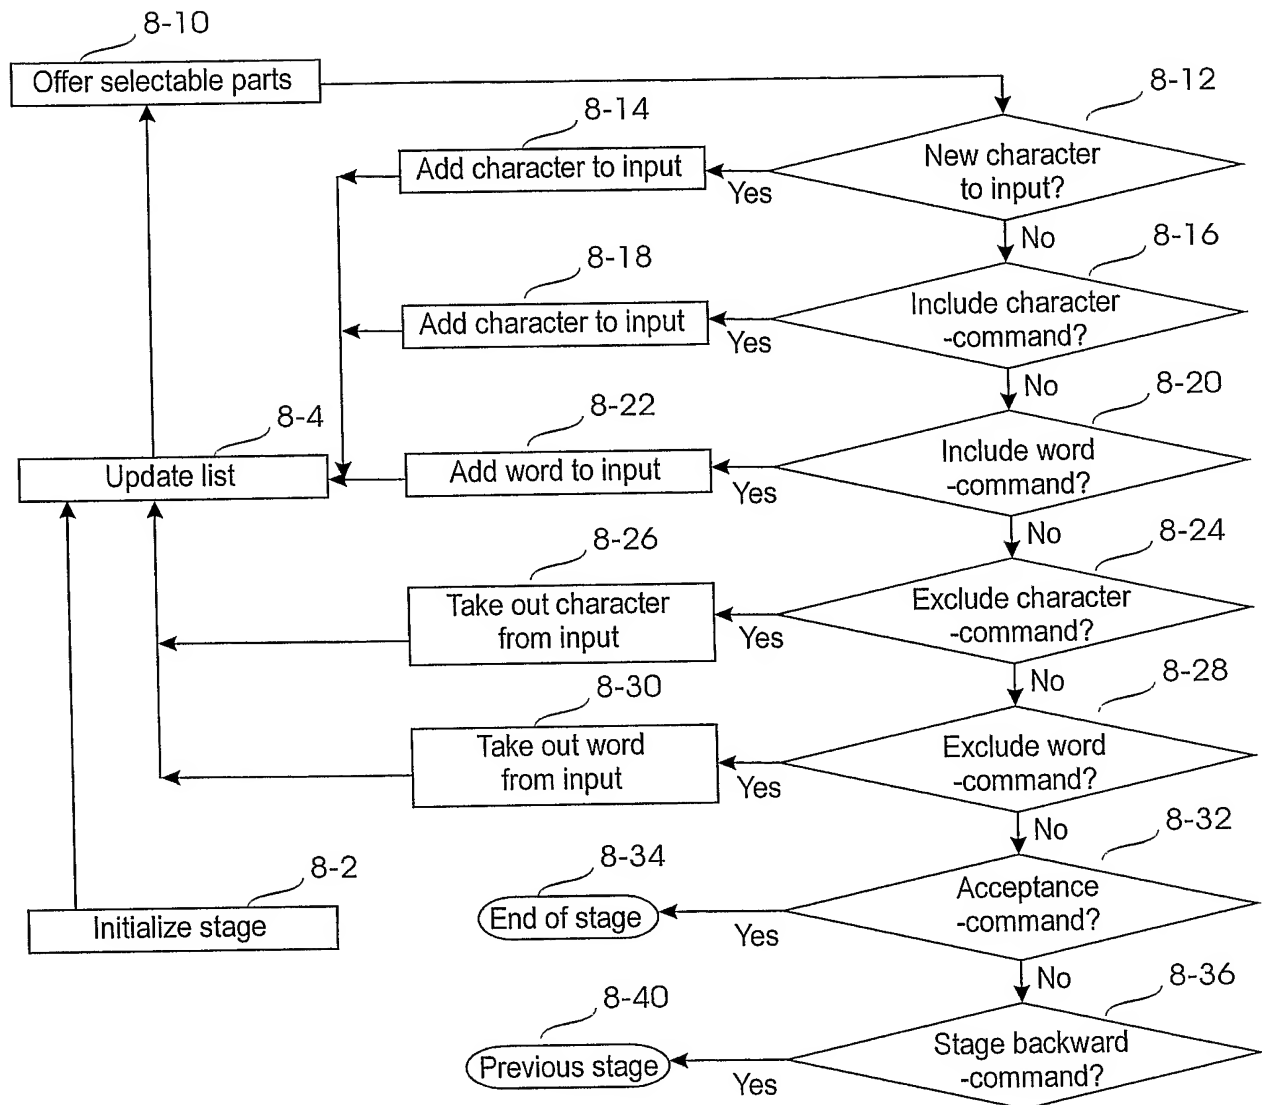 8-10
Offer selectable parts
8-12
New character
to input?
8-14
Add character to input
Yes
No
8-16
Include character
-command?
8-18
Add character to input
Yes
No
8-20
Include word
-command?
8-22
Add word to input
Yes
8-4
Update list
No
8-24
Exclude character
-command?
8-26
Take out character
from input
Yes
No
8-28
Exclude word
-command?
8-30
Take out word
from input
Yes
No
8-32
Acceptance
-command?
8-34
End of stage
Yes
8-2
Initialize stage
No
8-36
Stage backward
-command?
8-40
Previous stage
Yes